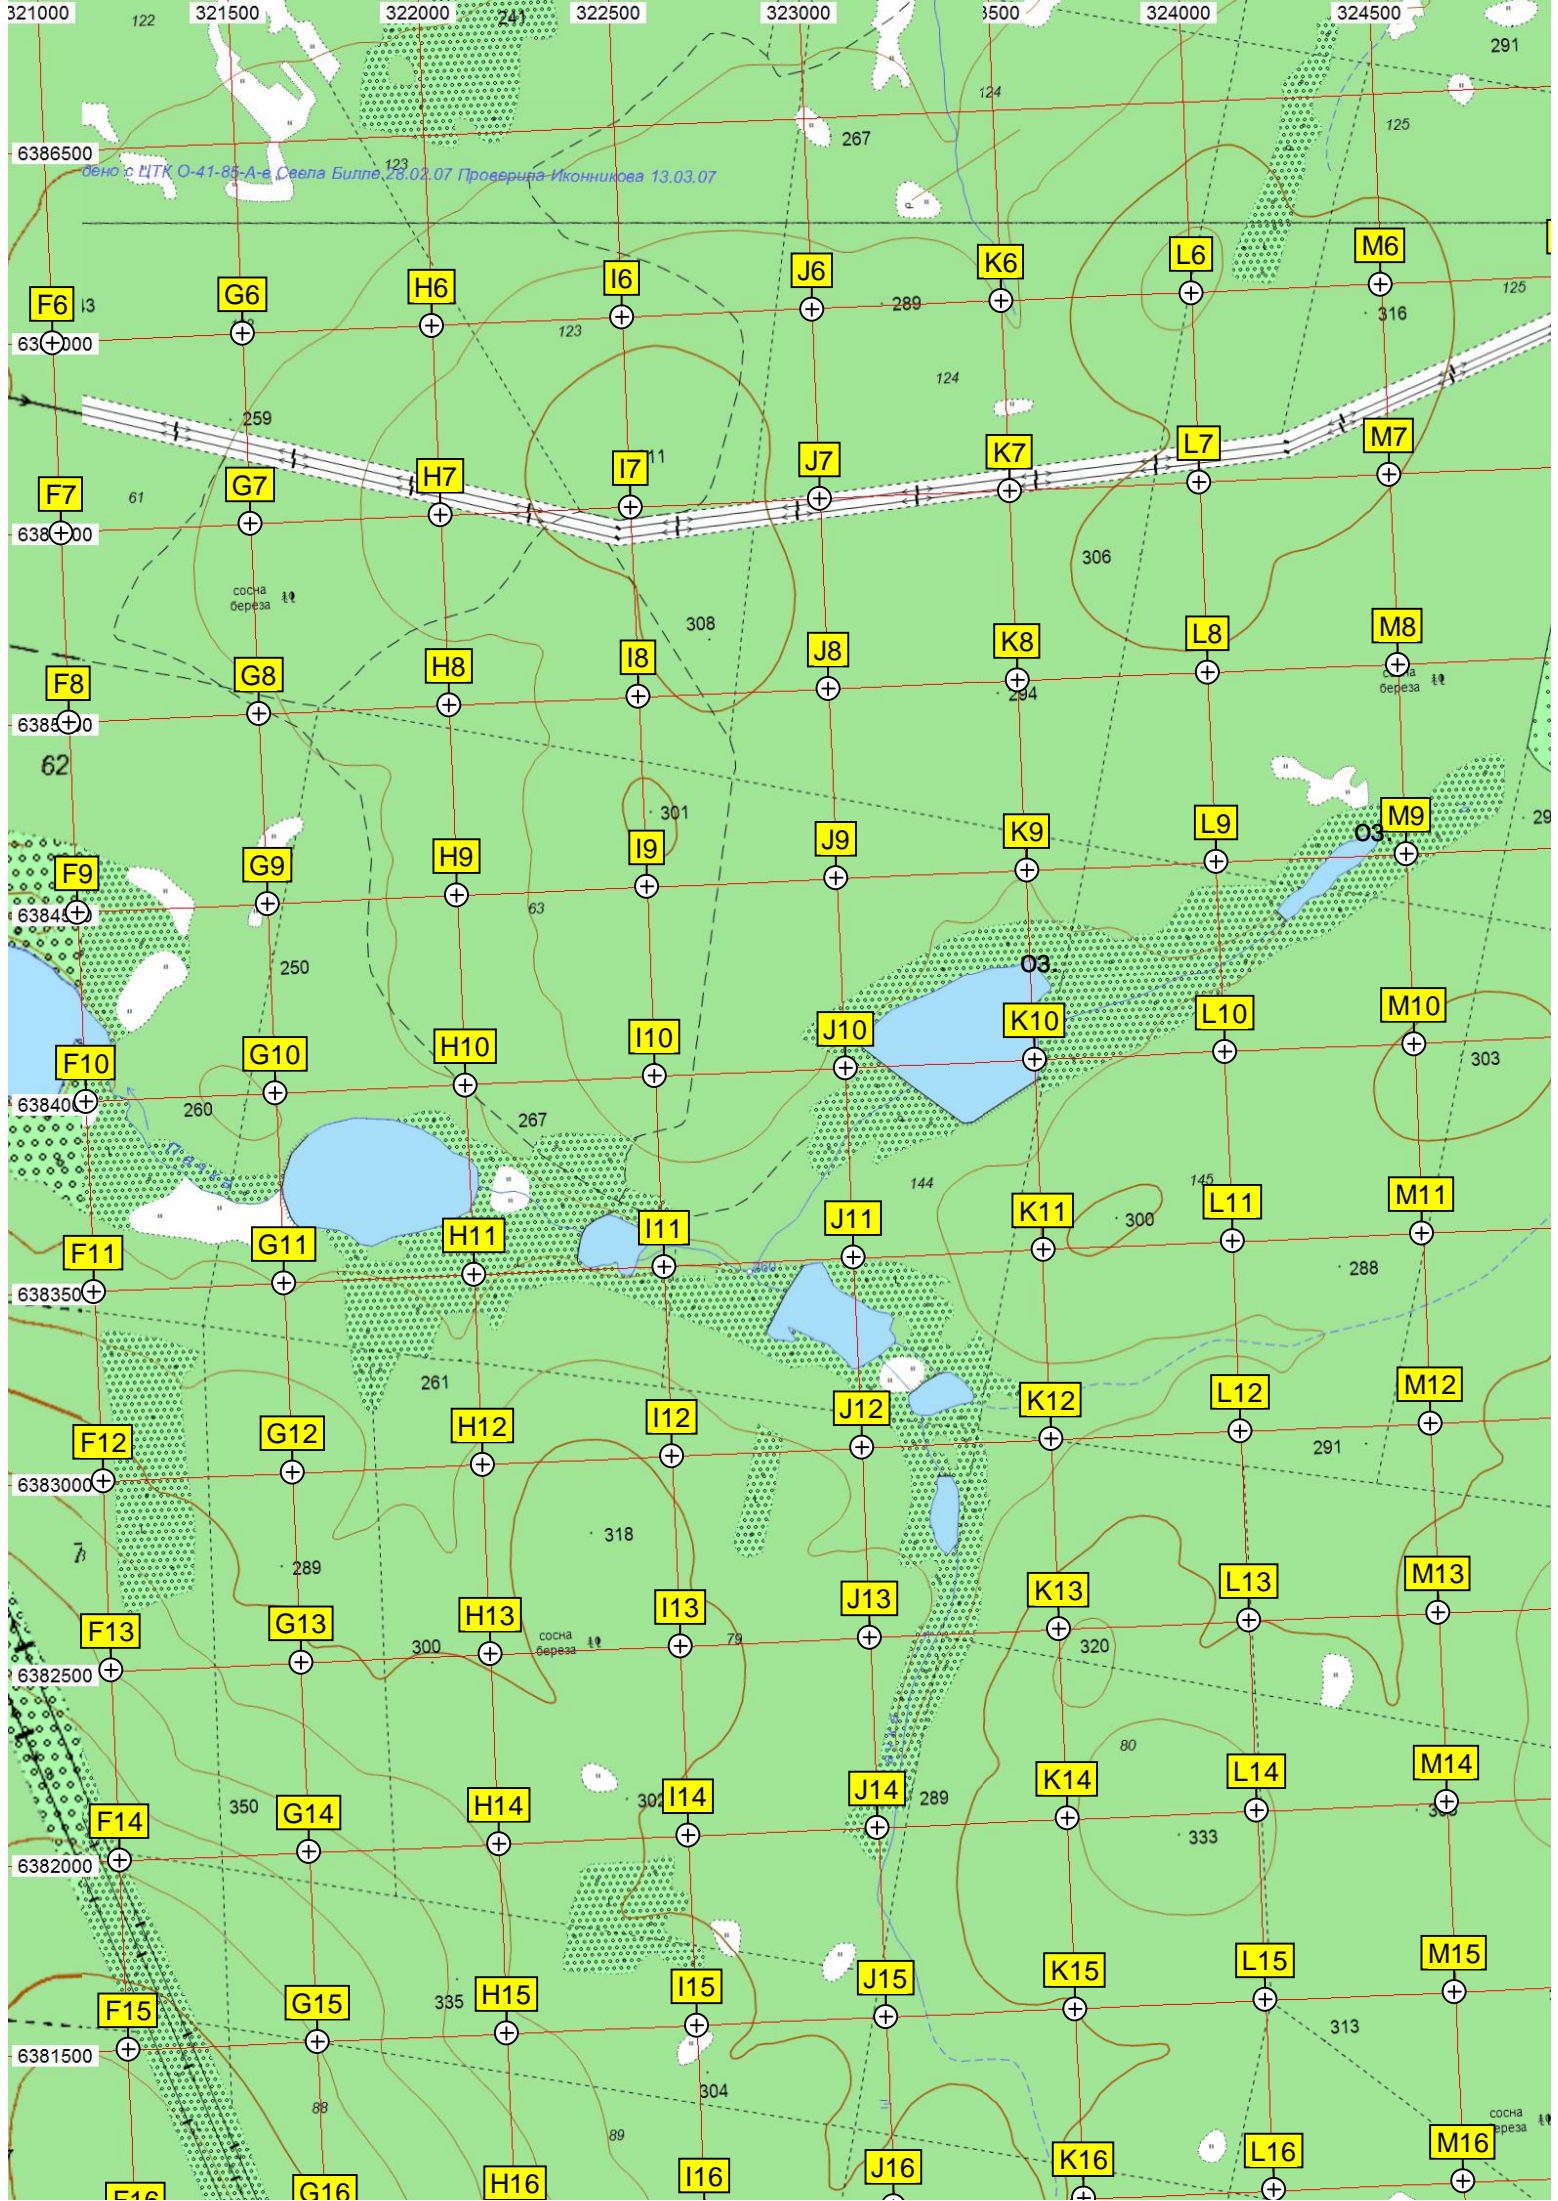 321000 321500 322000 322500 323000 3500 324000 324500
122 241 291
124
125
267
6386500
123
дено с ЦТК О-41-85-А-в Свела Билле 28.02.07 Проверила Иконникова 13.03.07
F6 G6 H6 I6 J6 K6 L6 M6
43 123 289 316 125
124
259
F7 G7 H7 I7 J7 K7 L7 M7
61
306
сосна
береза
308
F8 G8 H8 I8 J8 K8 L8 M8
294
береза
62
301
F9 G9 H9 I9 J9 K9 L9 M9
ОЗ.
29
63
250
ОЗ.
F10 G10 H10 I10 J10 K10 L10 M10
303
260 267
144 145
300
F11 G11 H11 I11 J11 K11 L11 M11
288
261
F12 G12 H12 I12 J12 K12 L12 M12
6383000
291
318
289
F13 G13 H13 I13 J13 K13 L13 M13
300
сосна
береза
79
320
6382500
80
F14 G14 H14 I14 J14 K14 L14 M14
350 302 289
333
6382000
F15 G15 H15 I15 J15 K15 L15 M15
335
313
6381500
304
88
89
сосна
F16 G16 H16 I16 J16 K16 L16 M16